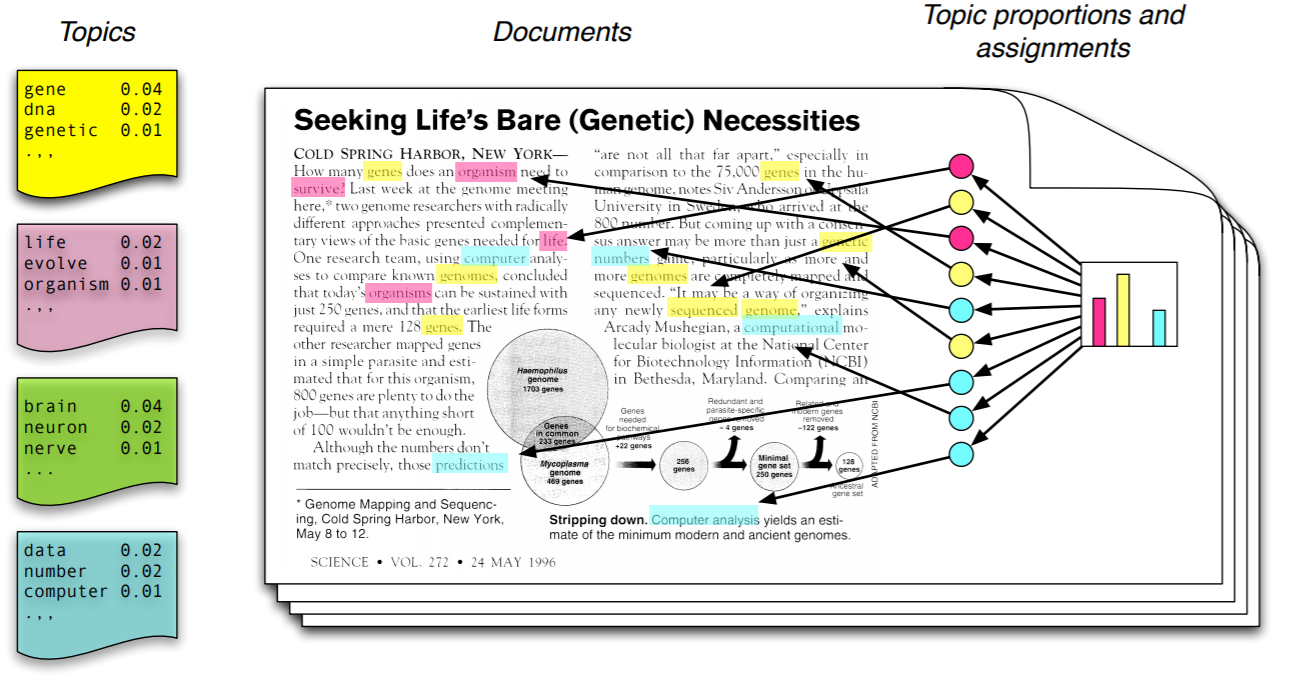 Topics
Documents
Topic proportions and
assignments
gene 0.04
dna 0.02
genetic 0.01
.,,
life 0.02
evolve 0.01
organism 0.01
.,,
brain 0.04
neuron 0.02
nerve 0.01
...
data 0.02
number 0.02
computer 0.01
.,,
Seeking Life's Bare (Genetic) Necessities
COLD SPRING HARBOR, NEW YORK—
How many genes does an organism need to
survive? Last week at the genome meeting
here,* two genome researchers with radically
different approaches presented complemen-
tary views of the basic genes needed for life.
One research team, using computer analy-
ses to compare known genomes, concluded
that today's organisms can be sustained with
just 250 genes, and that the earliest life forms
required a mere 128 genes. The
other researcher mapped genes
in a simple parasite and esti-
mated that for this organism,
800 genes are plenty to do the
job—but that anything short
of 100 wouldn't be enough.
Although the numbers don't
match precisely, those predictions
* Genome Mapping and Sequenc-
ing, Cold Spring Harbor, New York,
May 8 to 12.
"are not all that far apart," especially in
comparison to the 75,000 genes in the hu-
man genome, notes Siv Andersson of Uppsala
University in Sweden, who arrived at the
800 number. But coming up with a consen-
sus answer may be more than just a genetic
numbers game, particularly as more and
more genomes are completely mapped and
sequenced. "It may be a way of organizing
any newly sequenced genome," explains
Arcady Mushegian, a computational mo-
lecular biologist at the National Center
for Biotechnology Information (NCBI)
in Bethesda, Maryland. Comparing an
Haemophilus
genome
1703 genes
Genes
in common
233 genes
Mycoplasma
genome
469 genes
Genes
needed
for biochemical
pathways
+22 genes
256
genes
Redundant and
parasite-specific
genes removed
– 4 genes
Minimal
gene set
250 genes
Related and
modern genes
removed
–122 genes
128
genes
Ancestral
gene set
ADAPTED FROM NCBI
Stripping down. Computer analysis yields an esti-
mate of the minimum modern and ancient genomes.
SCIENCE • VOL. 272 • 24 MAY 1996